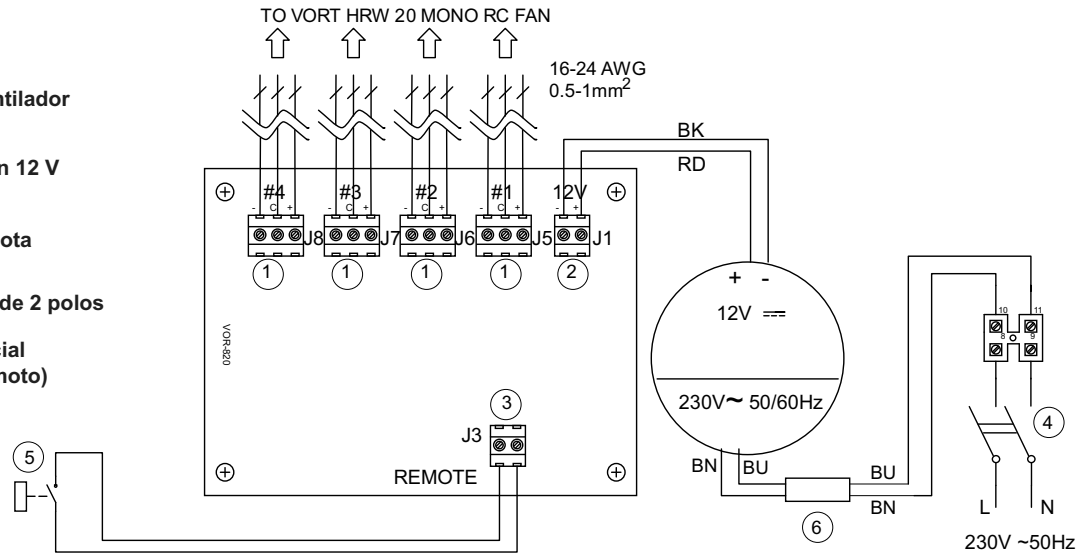 TO VORT HRW 20 MONO RC FAN
16-24 AWG
0.5-1mm2
ntilador
n 12 V
ota
de 2 polos
cial
moto)
BK
RD
#4 #3 #2 #1 12V
- C + - C + - C + - C + - +
J8 J7 J6 J5 J1
1 1 1 1 2
VOR-820
+ -
12V
230V~ 50/60Hz
10 11
8 9
4
3
J3
REMOTE
5
BN BU
BU
BN
6
L N
230V ~50Hz